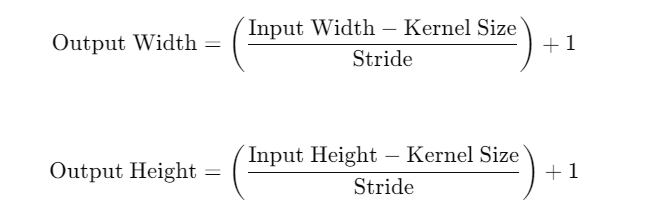 Output Width = (Input Width − Kernel Size / Stride) + 1
Output Height = (Input Height − Kernel Size / Stride) + 1